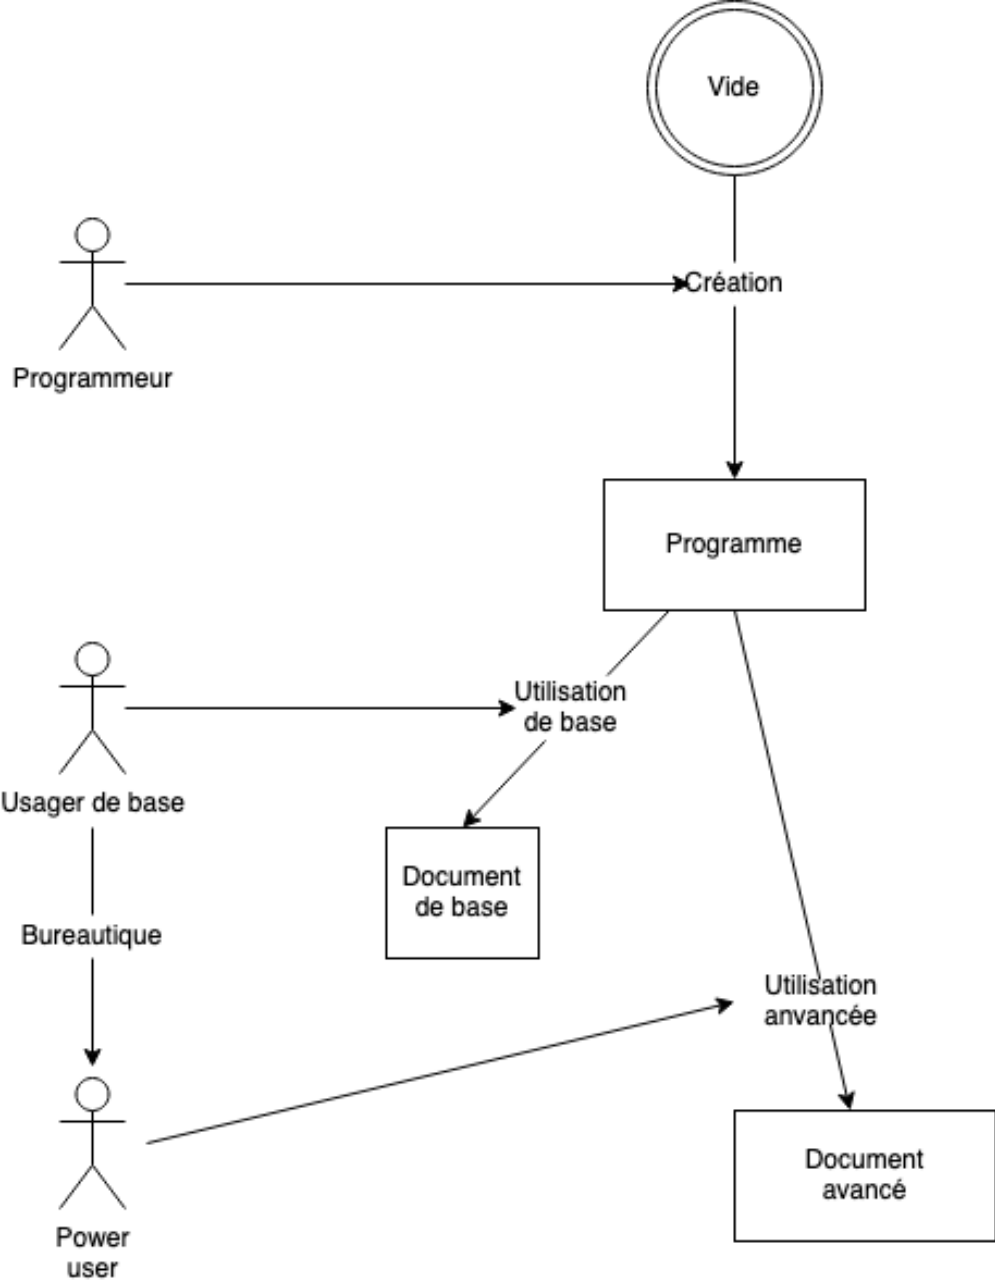 Vide
Création
Programmeur
Programme
Utilisation
de base
Usager de base
Document
de base
Bureautique
Utilisation
anvancée
Document
avancé
Power
user